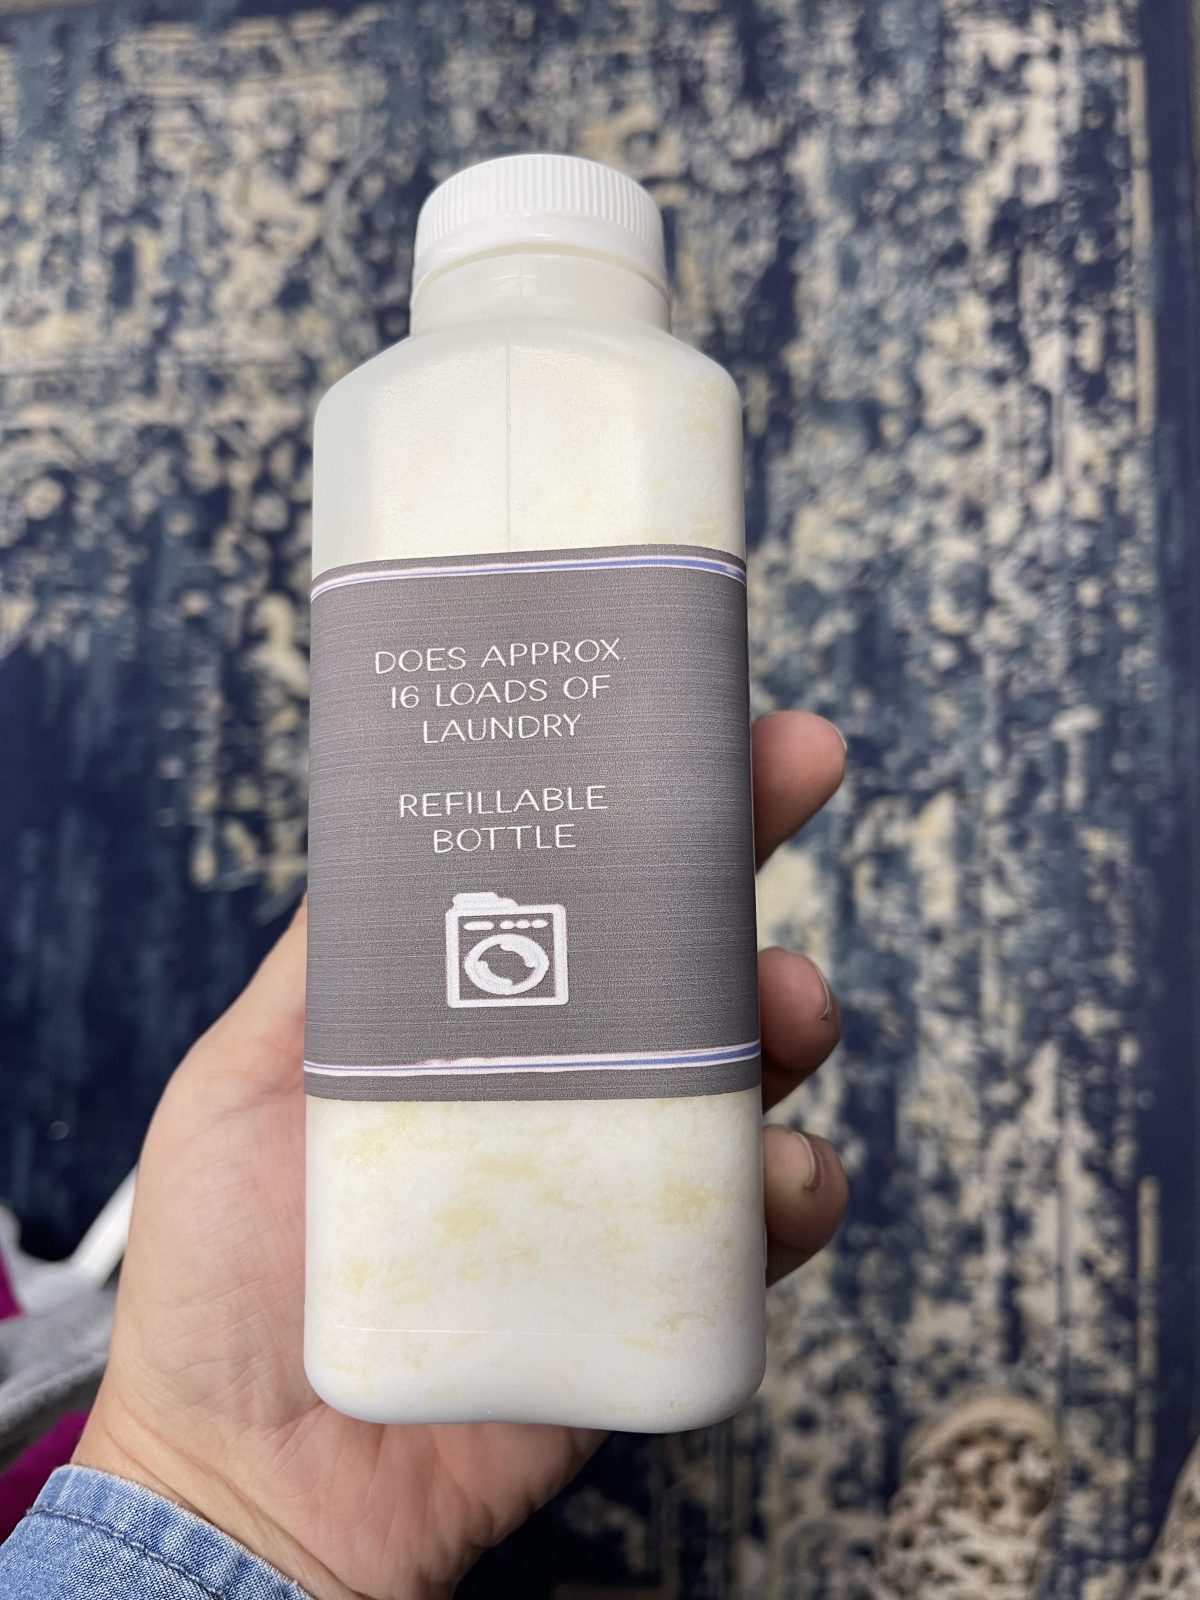 DOES APPROX.
16 LOADS OF
LAUNDRY
REFILLABLE
BOTTLE